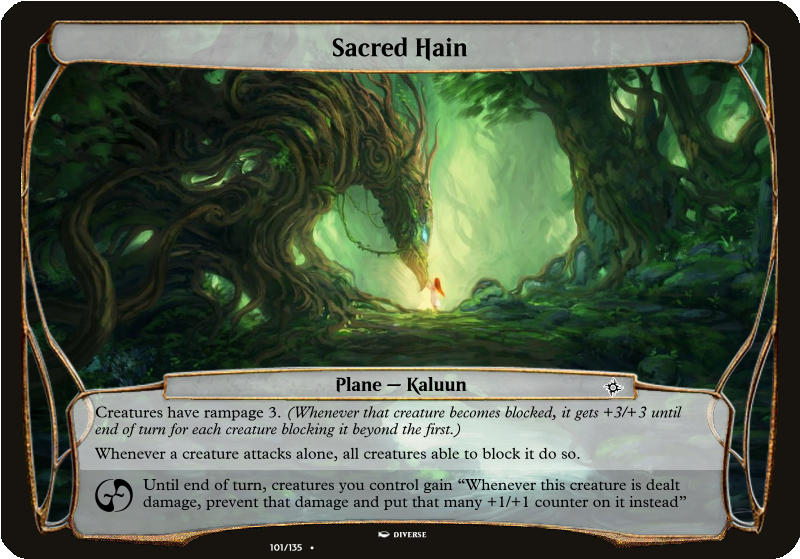 Sacred Hain
Plane — Kaluun
Creatures have rampage 3. (Whenever that creature becomes blocked, it gets +3/+3 until
end of turn for each creature blocking it beyond the first.)
Whenever a creature attacks alone, all creatures able to block it do so.
Until end of turn, creatures you control gain “Whenever this creature is dealt
damage, prevent that damage and put that many +1/+1 counter on it instead”
DIVERSE
101/135 •